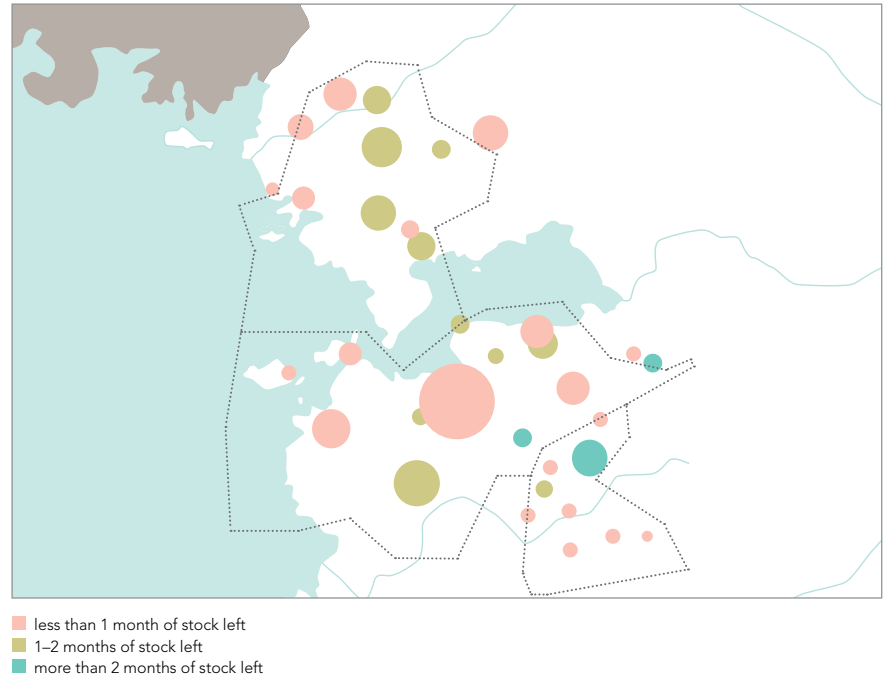 less than 1 month of stock left
1–2 months of stock left
more than 2 months of stock left